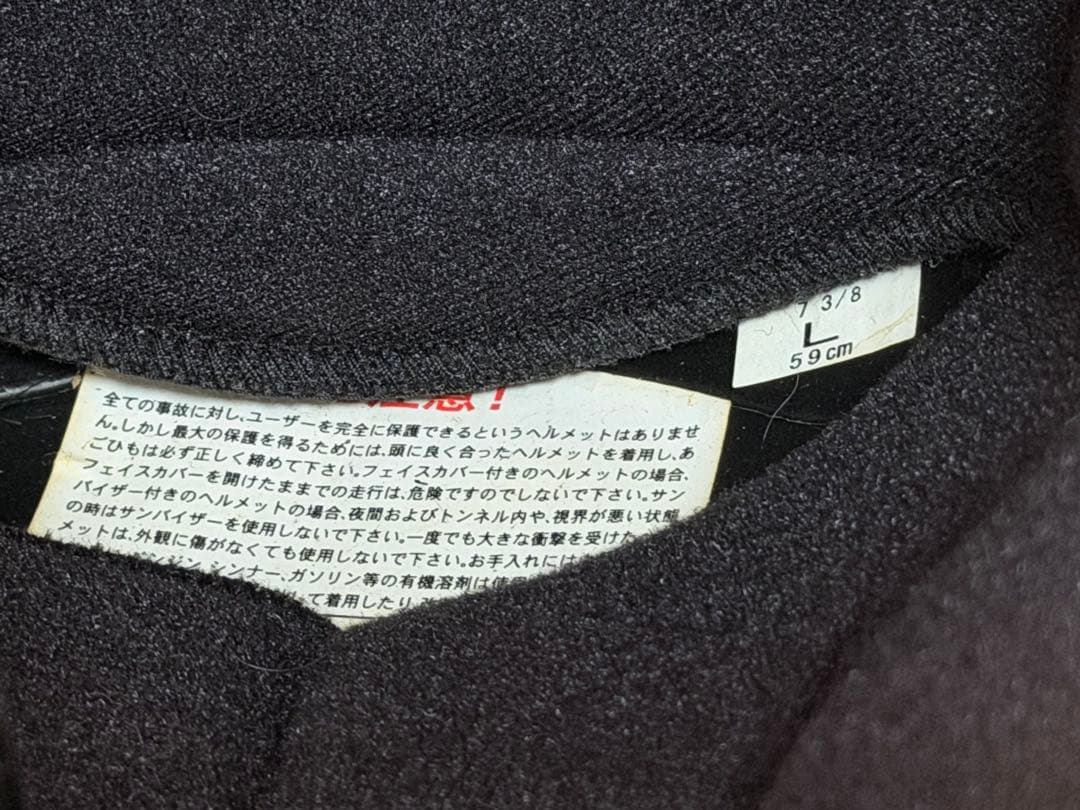 注意!
全ての事故に対し、ユーザーを完全に保護できるというヘルメットはありませ
ん。しかし最大の保護を得るためには、頭に良く合ったヘルメットを着用し、あ
ごひもは必ず正しく締めて下さい。フェイスカバー付きのヘルメットの場合、
フェイスカバーを開けたままでの走行は、危険ですのでしないで下さい。サン
バイザー付きのヘルメットの場合、夜間およびトンネル内や、視界が悪い状態
の時はサンバイザーを使用しないで下さい。一度でも大きな衝撃を受けた
メットは、外観に傷がなくても使用しないで下さい。お手入れには
ジン、シンナー、ガソリン等の有機溶剤は使用
て着用したり
7 3/8
L
59cm